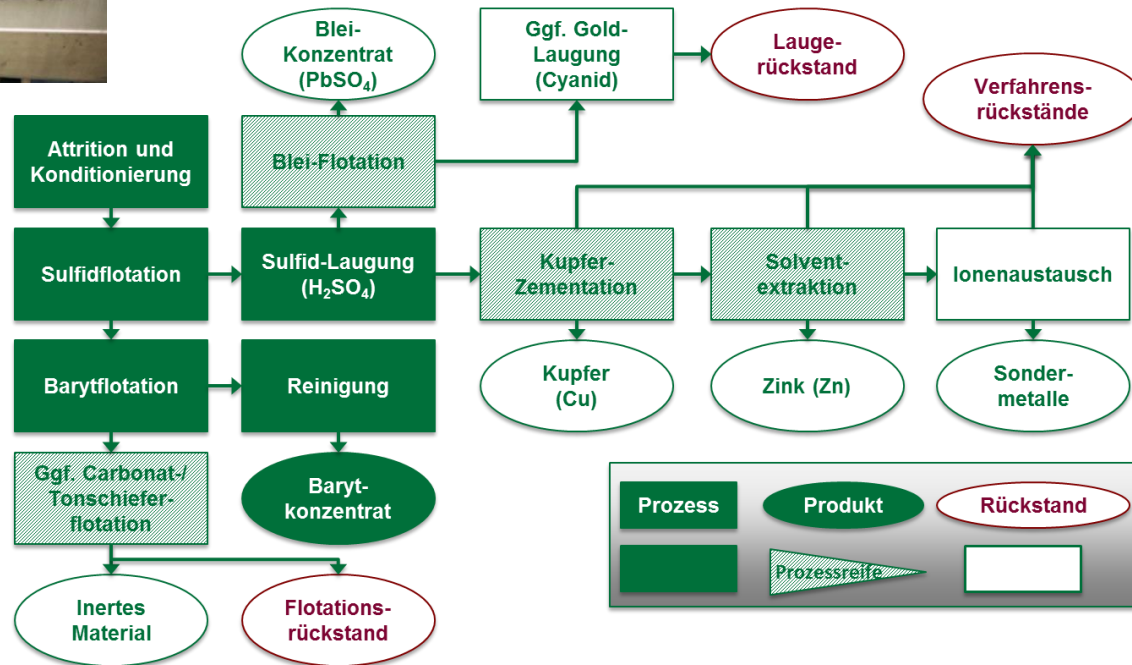 Blei-
Konzentrat
(PbSO₄)
Ggf. Gold-
Laugung
(Cyanid)
Lauge-
rückstand
Verfahrens-
rückstände
Attrition und
Konditionierung
Blei-Flotation
Sulfidflotation
Sulfid-Laugung
(H₂SO₄)
Kupfer-
Zementation
Solvent-
extraktion
Ionenaustausch
Barytflotation
Reinigung
Kupfer
(Cu)
Zink (Zn)
Sonder-
metalle
Ggf. Carbonat-/
Tonschiefer-
flotation
Baryt-
konzentrat
Inertes
Material
Flotations-
rückstand
Prozess
Produkt
Rückstand
Prozessreife